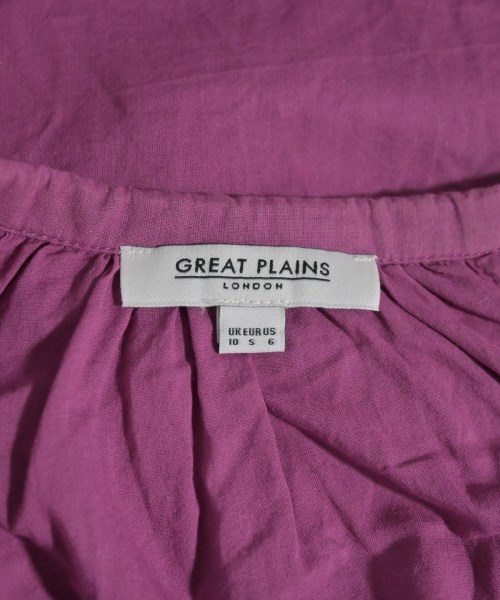 GREAT PLAINS
LONDON
UK EUR US
10 S 6